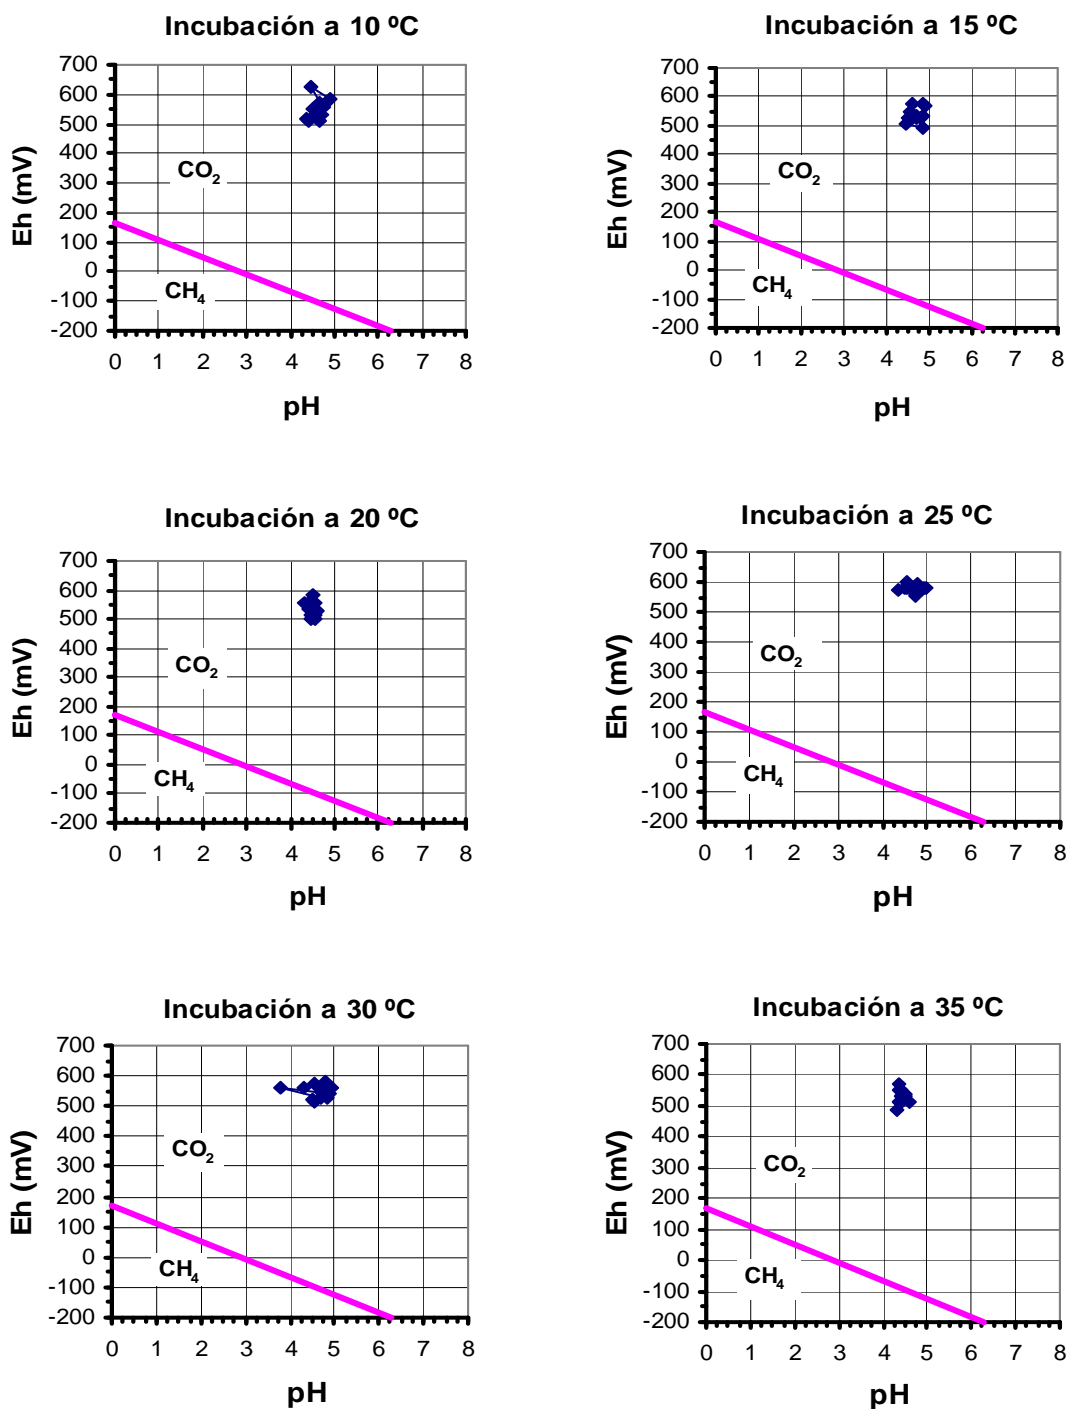 Incubación a 10 ºC
700
600
500
400
300
200
100
0
-100
-200
Eh (mV)
CO2
CH4
0 1 2 3 4 5 6 7 8
pH
Incubación a 15 ºC
700
600
500
400
300
200
100
0
-100
-200
Eh (mV)
CO2
CH4
0 1 2 3 4 5 6 7 8
pH
Incubación a 20 ºC
700
600
500
400
300
200
100
0
-100
-200
Eh (mV)
CO2
CH4
0 1 2 3 4 5 6 7 8
pH
Incubación a 25 ºC
700
600
500
400
300
200
100
0
-100
-200
Eh (mV)
CO2
CH4
0 1 2 3 4 5 6 7 8
pH
Incubación a 30 ºC
700
600
500
400
300
200
100
0
-100
-200
Eh (mV)
CO2
CH4
0 1 2 3 4 5 6 7 8
pH
Incubación a 35 ºC
700
600
500
400
300
200
100
0
-100
-200
Eh (mV)
CO2
CH4
0 1 2 3 4 5 6 7 8
pH